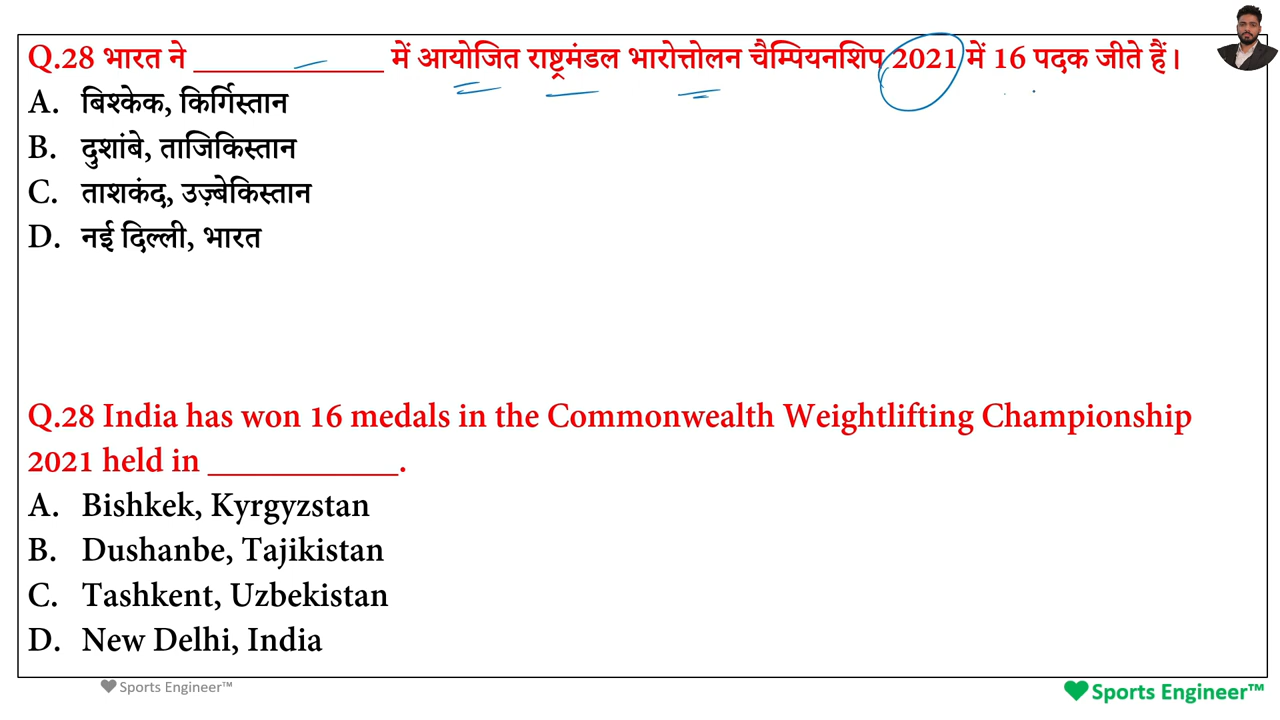 Q.28 भारत ने ____________ में आयोजित राष्ट्रमंडल भारोत्तोलन चैम्पियनशिप 2021 में 16 पदक जीते हैं।
A. बिश्केक, किर्गिस्तान
B. दुशांबे, ताजिकिस्तान
C. ताशकंद, उज़्बेकिस्तान
D. नई दिल्ली, भारत
Q.28 India has won 16 medals in the Commonwealth Weightlifting Championship
2021 held in ____________.
A. Bishkek, Kyrgyzstan
B. Dushanbe, Tajikistan
C. Tashkent, Uzbekistan
D. New Delhi, India
Sports Engineer™
Sports Engineer™